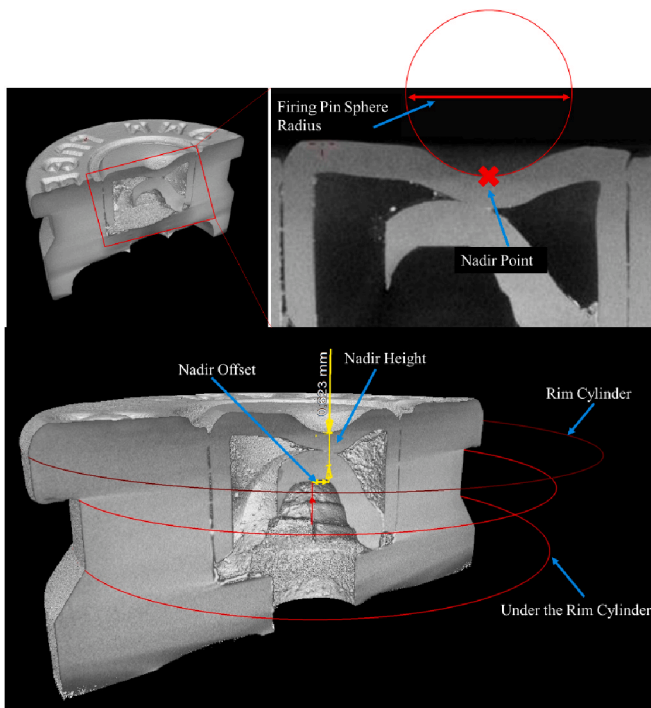 Firing Pin Sphere
Radius
Nadir Point
Nadir Offset
Nadir Height
Rim Cylinder
Under the Rim Cylinder